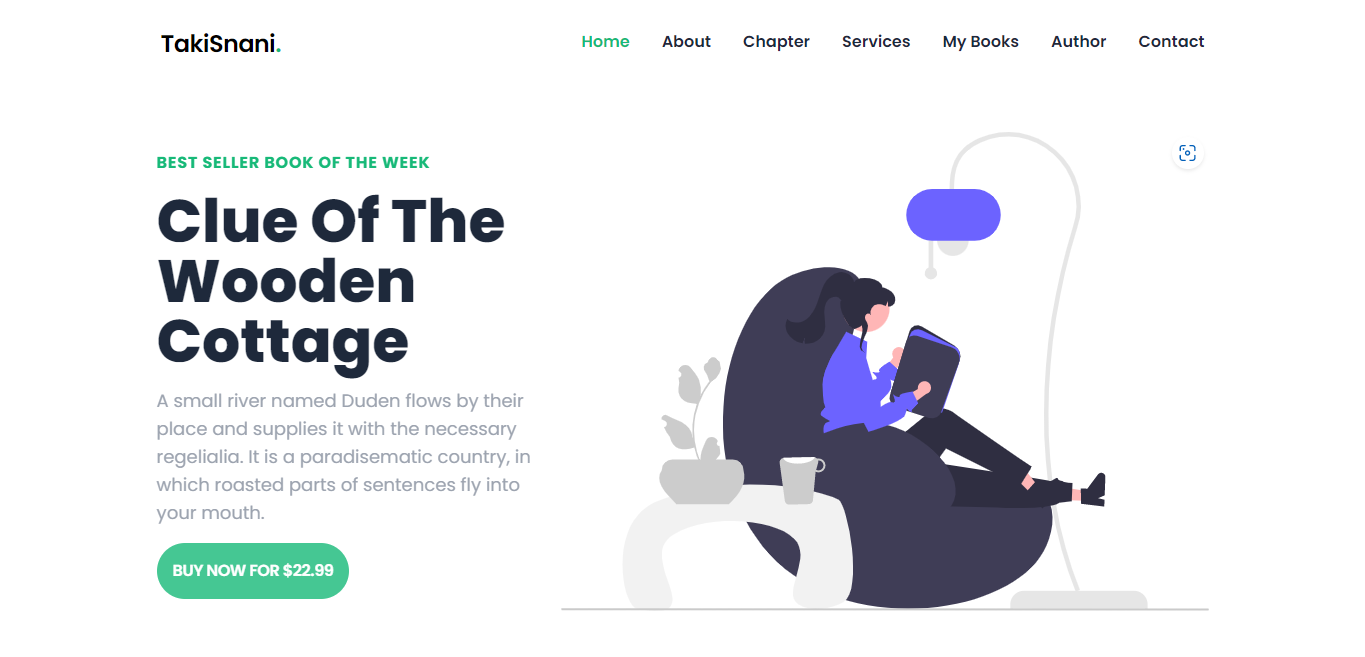 TakiSnani.
Home About Chapter Services My Books Author Contact
BEST SELLER BOOK OF THE WEEK
Clue Of The
Wooden
Cottage
A small river named Duden flows by their
place and supplies it with the necessary
regelialia. It is a paradisematic country, in
which roasted parts of sentences fly into
your mouth.
BUY NOW FOR $22.99